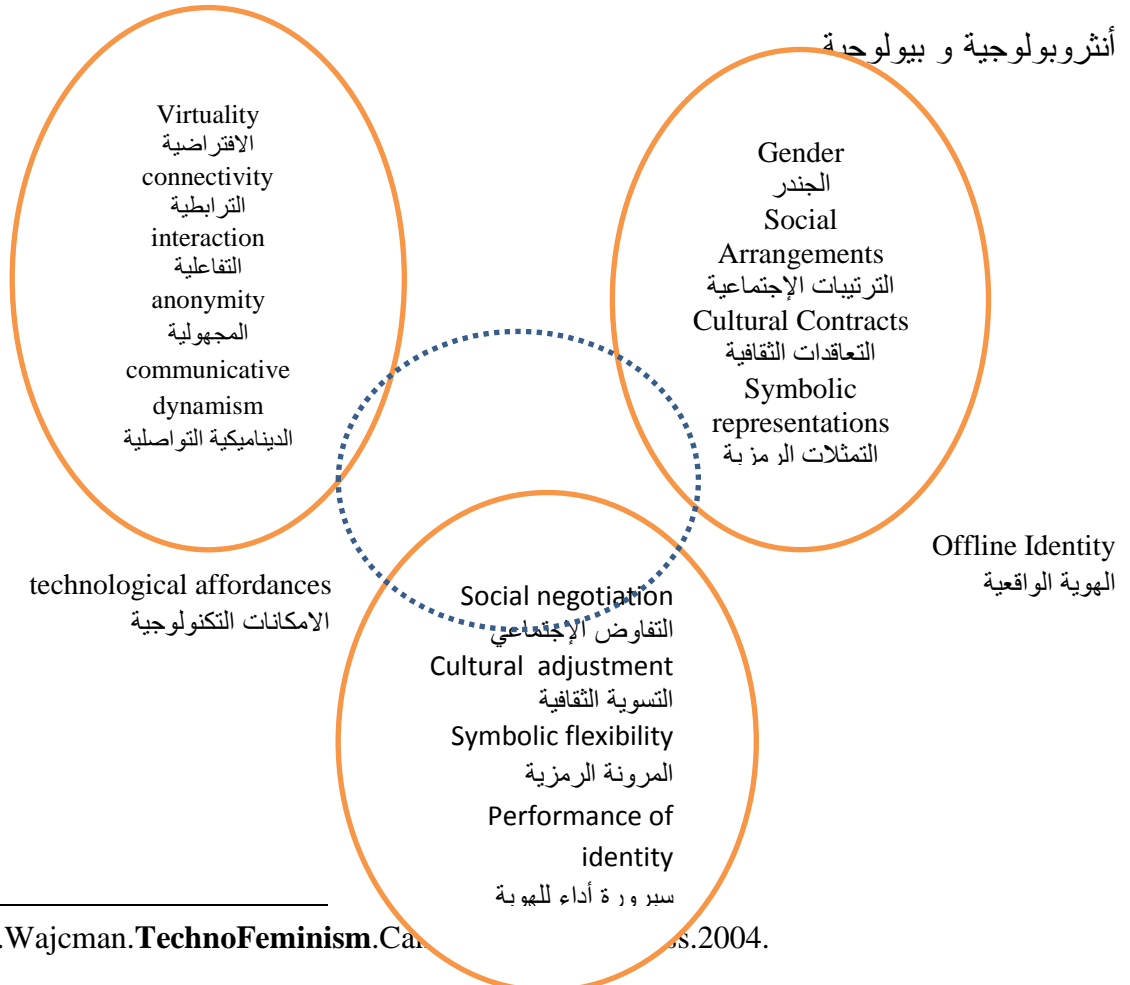 أنثروبولوجية و بيولوجية
Virtuality
الافتراضية
connectivity
الترابطية
interaction
التفاعلية
anonymity
المجهولية
communicative
dynamism
الديناميكية التواصلية
Gender
الجندر
Social
Arrangements
الترتيبات الإجتماعية
Cultural Contracts
التعاقدات الثقافية
Symbolic
representations
التمثلات الرمزية
Offline Identity
الهوية الواقعية
technological affordances
الامكانات التكنولوجية
Social negotiation
التفاوض الإجتماعي
Cultural adjustment
التسوية الثقافية
Symbolic flexibility
المرونة الرمزية
Performance of
identity
سيرورة أداء للهوية
.Wajcman.TechnoFeminism. s.2004.